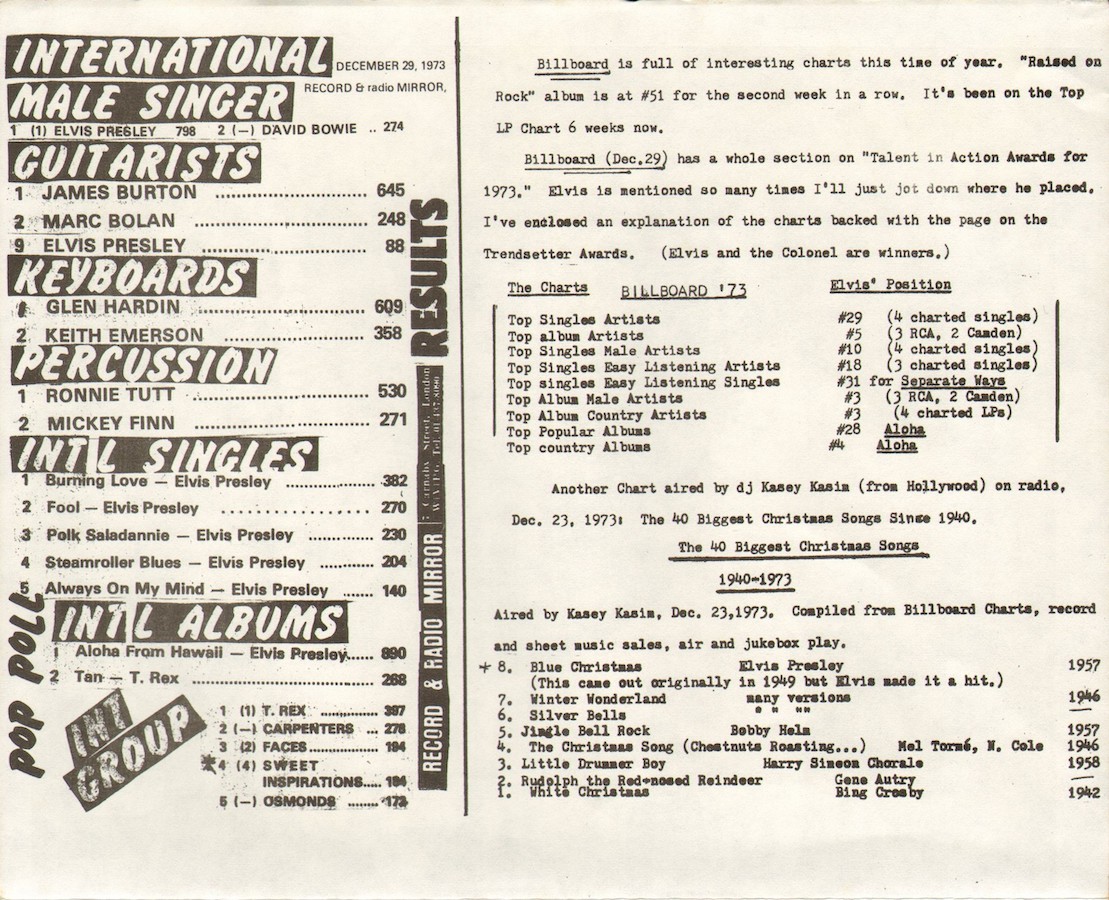 INTERNATIONAL
DECEMBER 29, 1973
MALE SINGER
RECORD & radio MIRROR,
1 (1) ELVIS PRESLEY 798 2 (—) DAVID BOWIE .. 274
GUITARISTS
1 JAMES BURTON ........................ 645
2 MARC BOLAN ........................... 248
9 ELVIS PRESLEY ........................... 88
KEYBOARDS
GLEN HARDIN ........................... 609
2 KEITH EMERSON ...................... 358
PERCUSSION
1 RONNIE TUTT ........................... 530
2 MICKEY FINN ........................... 271
INT'L SINGLES
1 Burning Love — Elvis Presley ................ 382
2 Fool — Elvis Presley .................. 270
3 Polk Saladannie — Elvis Presley ............ 230
4 Steamroller Blues — Elvis Presley .......... 204
5 Always On My Mind — Elvis Presley ...... 140
INT'L ALBUMS
1 Aloha From Hawaii — Elvis Presley...... 890
2 Tan — T. Rex .............................. 268
POP POLL
INT GROUP
1 (1) T. REX .................. 397
2 (—) CARPENTERS ... 278
3 (2) FACES............... 194
*4 (4) SWEET
INSPIRATIONS..... 194
5 (—) OSMONDS ........ 173
RESULTS
RECORD & RADIO MIRROR
7 Carnaby Street, London
Billboard is full of interesting charts this time of year. "Raised on
Rock" album is at #51 for the second week in a row. It's been on the Top
LP Chart 6 weeks now.
Billboard (Dec.29) has a whole section on "Talent in Action Awards for
1973." Elvis is mentioned so many times I'll just jot down where he placed.
I've enclosed an explanation of the charts backed with the page on the
Trendsetter Awards. (Elvis and the Colonel are winners.)
The Charts BILLBOARD '73 Elvis' Position
Top Singles Artists #29 (4 charted singles)
Top album Artists #5 (3 RCA, 2 Camden)
Top Singles Male Artists #10 (4 charted singles)
Top Singles Easy Listening Artists #18 (3 charted singles)
Top singles Easy Listening Singles #31 for Separate Ways
Top Album Male Artists #3 (3 RCA, 2 Camden)
Top Album Country Artists #3 (4 charted LPs)
Top Popular Albums #28 Aloha
Top country Albums #4 Aloha
Another Chart aired by dj Kasey Kasim (from Hollywood) on radio,
Dec. 23, 1973: The 40 Biggest Christmas Songs Since 1940.
The 40 Biggest Christmas Songs
1940-1973
Aired by Kasey Kasim, Dec. 23,1973. Compiled from Billboard Charts, record
and sheet music sales, air and jukebox play.
* 8. Blue Christmas Elvis Presley 1957
(This came out originally in 1949 but Elvis made it a hit.)
7. Winter Wonderland many versions 1946
6. Silver Bells " " "" —
5. Jingle Bell Rock Bobby Helm 1957
4. The Christmas Song (Chestnuts Roasting...) Mel Tormé, N. Cole 1946
3. Little Drummer Boy Harry Simeon Chorale 1958
2. Rudolph the Red-nosed Reindeer Gene Autry —
1. White Christmas Bing Crosby 1942